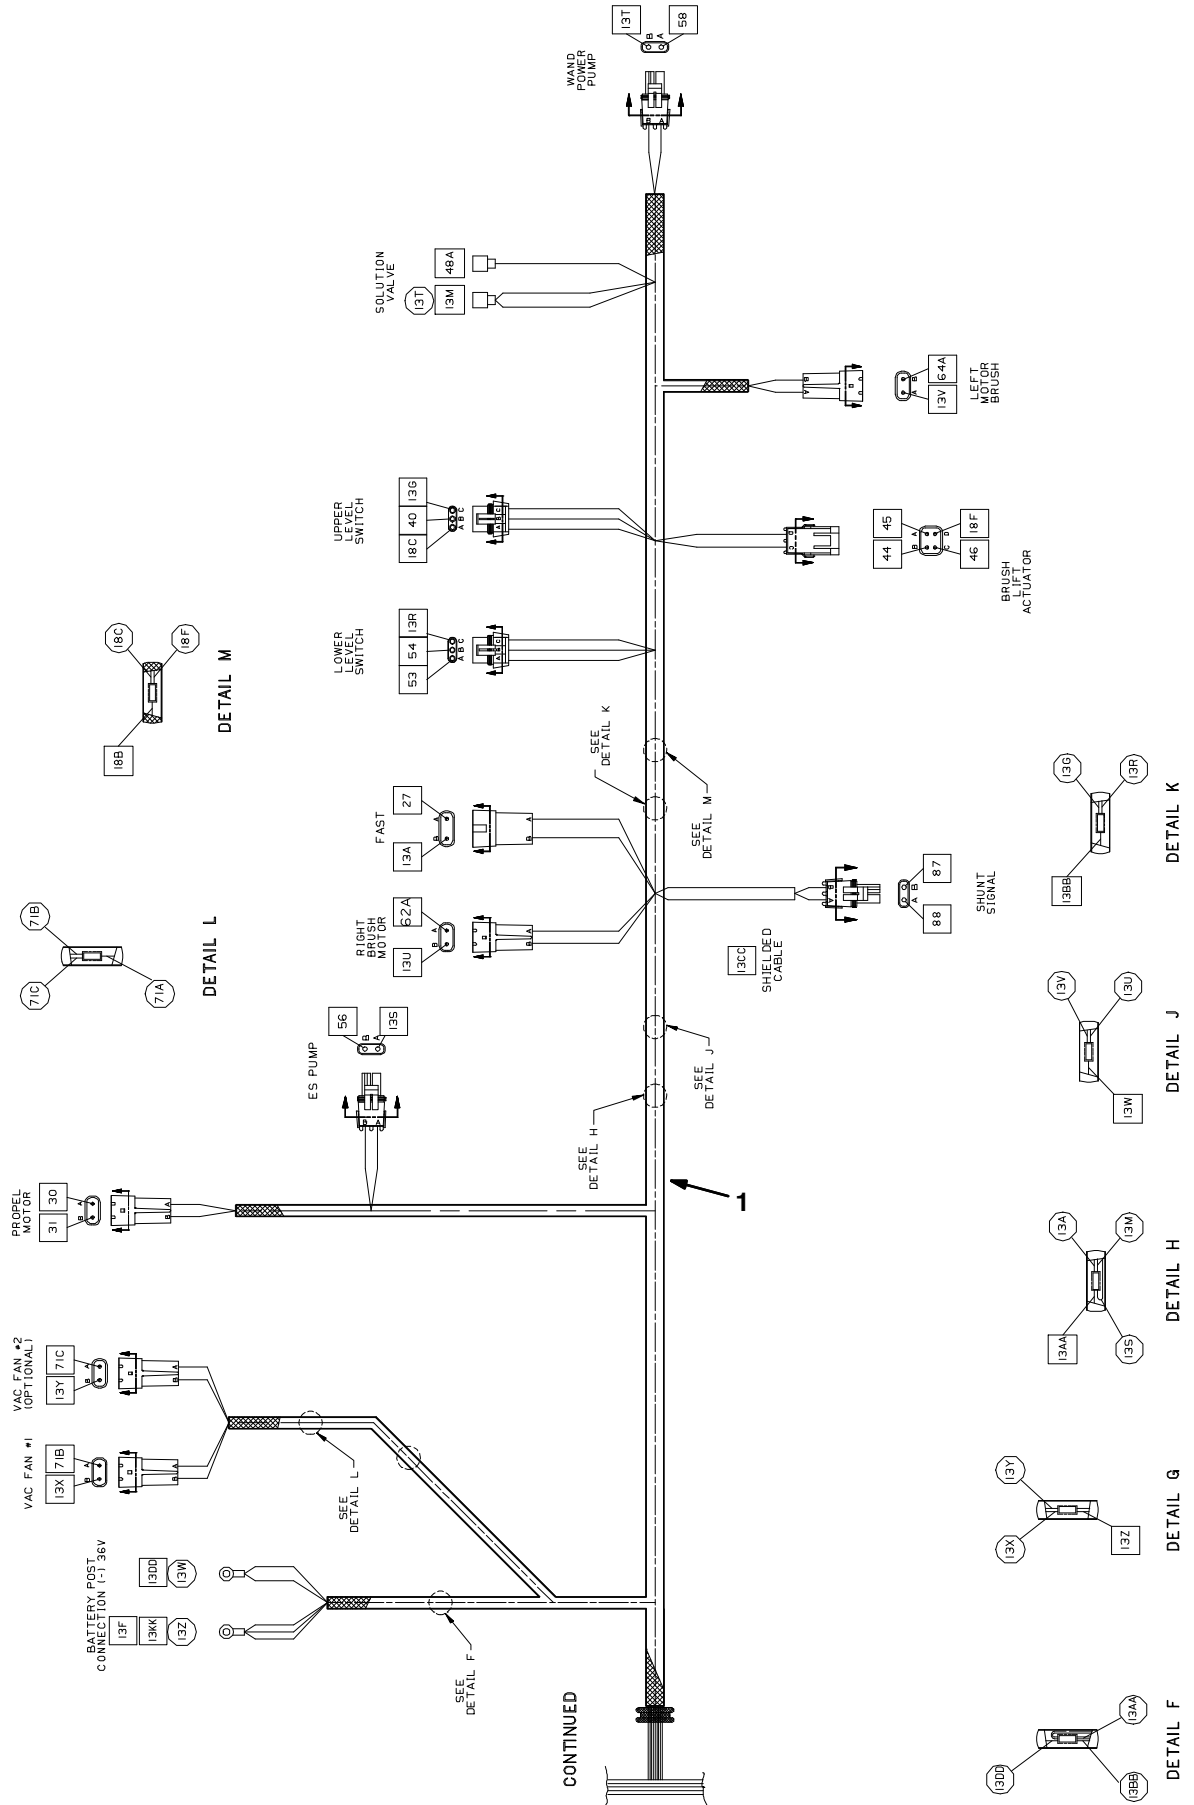 WAND
POWER
PUMP
13T
58
B
A
B
A
SOLUTION
VALVE
13T
13M
48A
UPPER
LEVEL
SWITCH
18C
40
13G
A B C
A B C
LOWER
LEVEL
SWITCH
53
54
13R
A B C
A B C
A B
A B
13V
64A
LEFT
MOTOR
BRUSH
44
45
B A
C D
46
18F
BRUSH
LIFT
ACTUATOR
18B
18C
18F
DETAIL M
FAST
13A
27
B A
B A
RIGHT
BRUSH
MOTOR
13U
62A
B A
B A
SEE
DETAIL K
SEE
DETAIL M
13CC
SHIELDED
CABLE
A B
A B
88
87
SHUNT
SIGNAL
71C
71B
71A
DETAIL L
ES PUMP
56
13S
B
A
B
A
SEE
DETAIL H
SEE
DETAIL J
PROPEL
MOTOR
31
30
B A
B A
1
VAC FAN #2
(OPTIONAL)
13Y
71C
B A
B A
VAC FAN #1
13X
71B
B A
B A
SEE
DETAIL L
BATTERY POST
CONNECTION (-) 36V
13F
13KK
13Z
13DD
13W
SEE
DETAIL F
CONTINUED
13DD
13BB
13AA
DETAIL F
13X
13Y
13Z
DETAIL G
13AA
13A
13S
13M
DETAIL H
13W
13V
13U
DETAIL J
13BB
13G
13R
DETAIL K